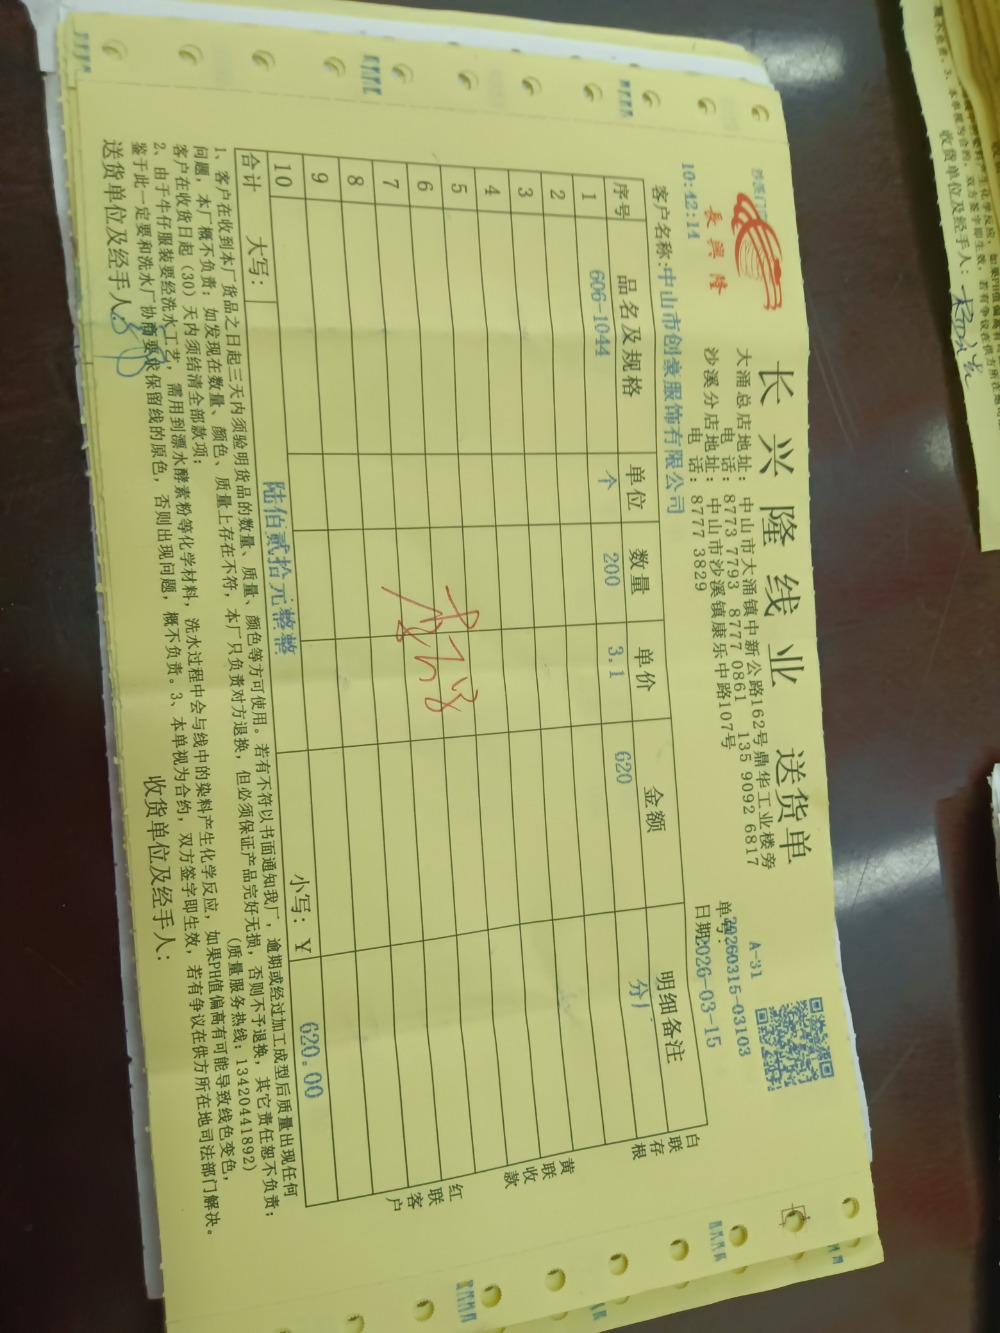 长兴隆线业 送货单
長興隆
大涌总店地址：中山市大涌镇中新公路162号鼎华工业楼旁
电话：8773 7793 8777 0861 135 9092 6817
沙溪分店地址：中山市沙溪镇康乐中路107号
电话：8777 3829
A-31
单号：20260315-03103
日期：2026-03-15
10:42:14
客户名称：中山市创豪服饰有限公司
序号 品名及规格 单位 数量 单价 金额 明细备注
1 606-1044 个 200 3.1 620 分厂
2
3
4
5
6
7
8
9
10
合计 大写： 陆佰贰拾元整整 小写：￥ 620.00
白联存根
黄联收款
红联客户
1、客户在收到本厂货品之日起三天内须验明货品的数量、质量、颜色等方可使用。若有不符以书面通知我厂，逾期或经过加工成型后质量出现任何
问题，本厂概不负责；如发现在数量、颜色、质量上存在不符，本厂只负责对方退换，但必须保证产品完好无损，否则不予退换，其它责任恕不负责；
客户在收货日起（30）天内须结清全部款项； （质量服务热线：13420441892）
2、由于牛仔服装要经洗水工艺，需用到漂水酵素粉等化学材料，洗水过程中会与线中的染料产生化学反应，如果PH值偏高有可能导致线色变色，
鉴于此一定要和洗水厂协商要求保留线的原色，否则出现问题，概不负责。3、本单视为合约，双方签字即生效，若有争议在供方所在地司法部门解决。
送货单位及经手人： 收货单位及经手人：
收货单位及经手人：